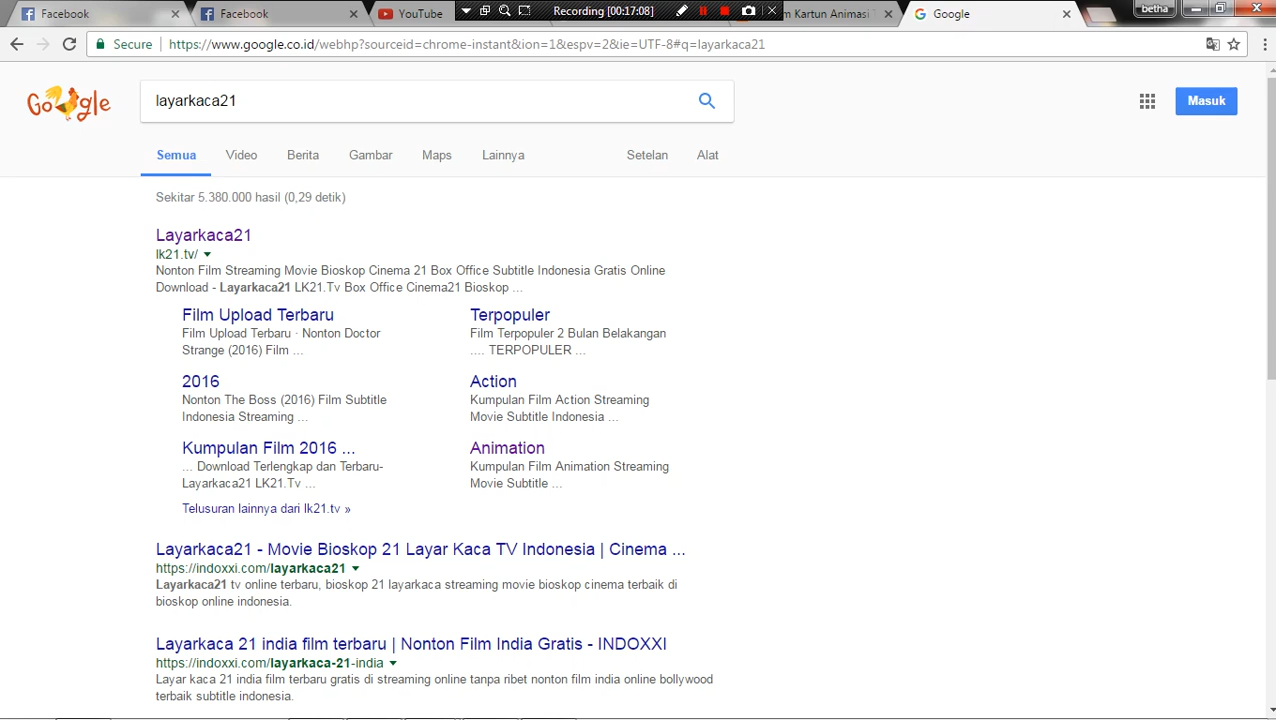 Facebook
Facebook
YouTube
Recording [00:17:08]
m Kartun Animasi
Google
betha
Secure
https://www.google.co.id/webhp?sourceid=chrome-instant&ion=1&espv=2&ie=UTF-8#q=layarkaca21
Google
layarkaca21
Masuk
Semua Video Berita Gambar Maps Lainnya Setelan Alat
Sekitar 5.380.000 hasil (0,29 detik)
Layarkaca21
lk21.tv/
Nonton Film Streaming Movie Bioskop Cinema 21 Box Office Subtitle Indonesia Gratis Online
Download - Layarkaca21 LK21.Tv Box Office Cinema21 Bioskop ...
Film Upload Terbaru
Film Upload Terbaru · Nonton Doctor
Strange (2016) Film ...
Terpopuler
Film Terpopuler 2 Bulan Belakangan
.... TERPOPULER ...
2016
Nonton The Boss (2016) Film Subtitle
Indonesia Streaming ...
Action
Kumpulan Film Action Streaming
Movie Subtitle Indonesia ...
Kumpulan Film 2016 ...
... Download Terlengkap dan Terbaru-
Layarkaca21 LK21.Tv ...
Animation
Kumpulan Film Animation Streaming
Movie Subtitle ...
Telusuran lainnya dari lk21.tv »
Layarkaca21 - Movie Bioskop 21 Layar Kaca TV Indonesia | Cinema ...
https://indoxxi.com/layarkaca21
Layarkaca21 tv online terbaru, bioskop 21 layarkaca streaming movie bioskop cinema terbaik di
bioskop online indonesia.
Layarkaca 21 india film terbaru | Nonton Film India Gratis - INDOXXI
https://indoxxi.com/layarkaca-21-india
Layar kaca 21 india film terbaru gratis di streaming online tanpa ribet nonton film india online bollywood
terbaik subtitle indonesia.